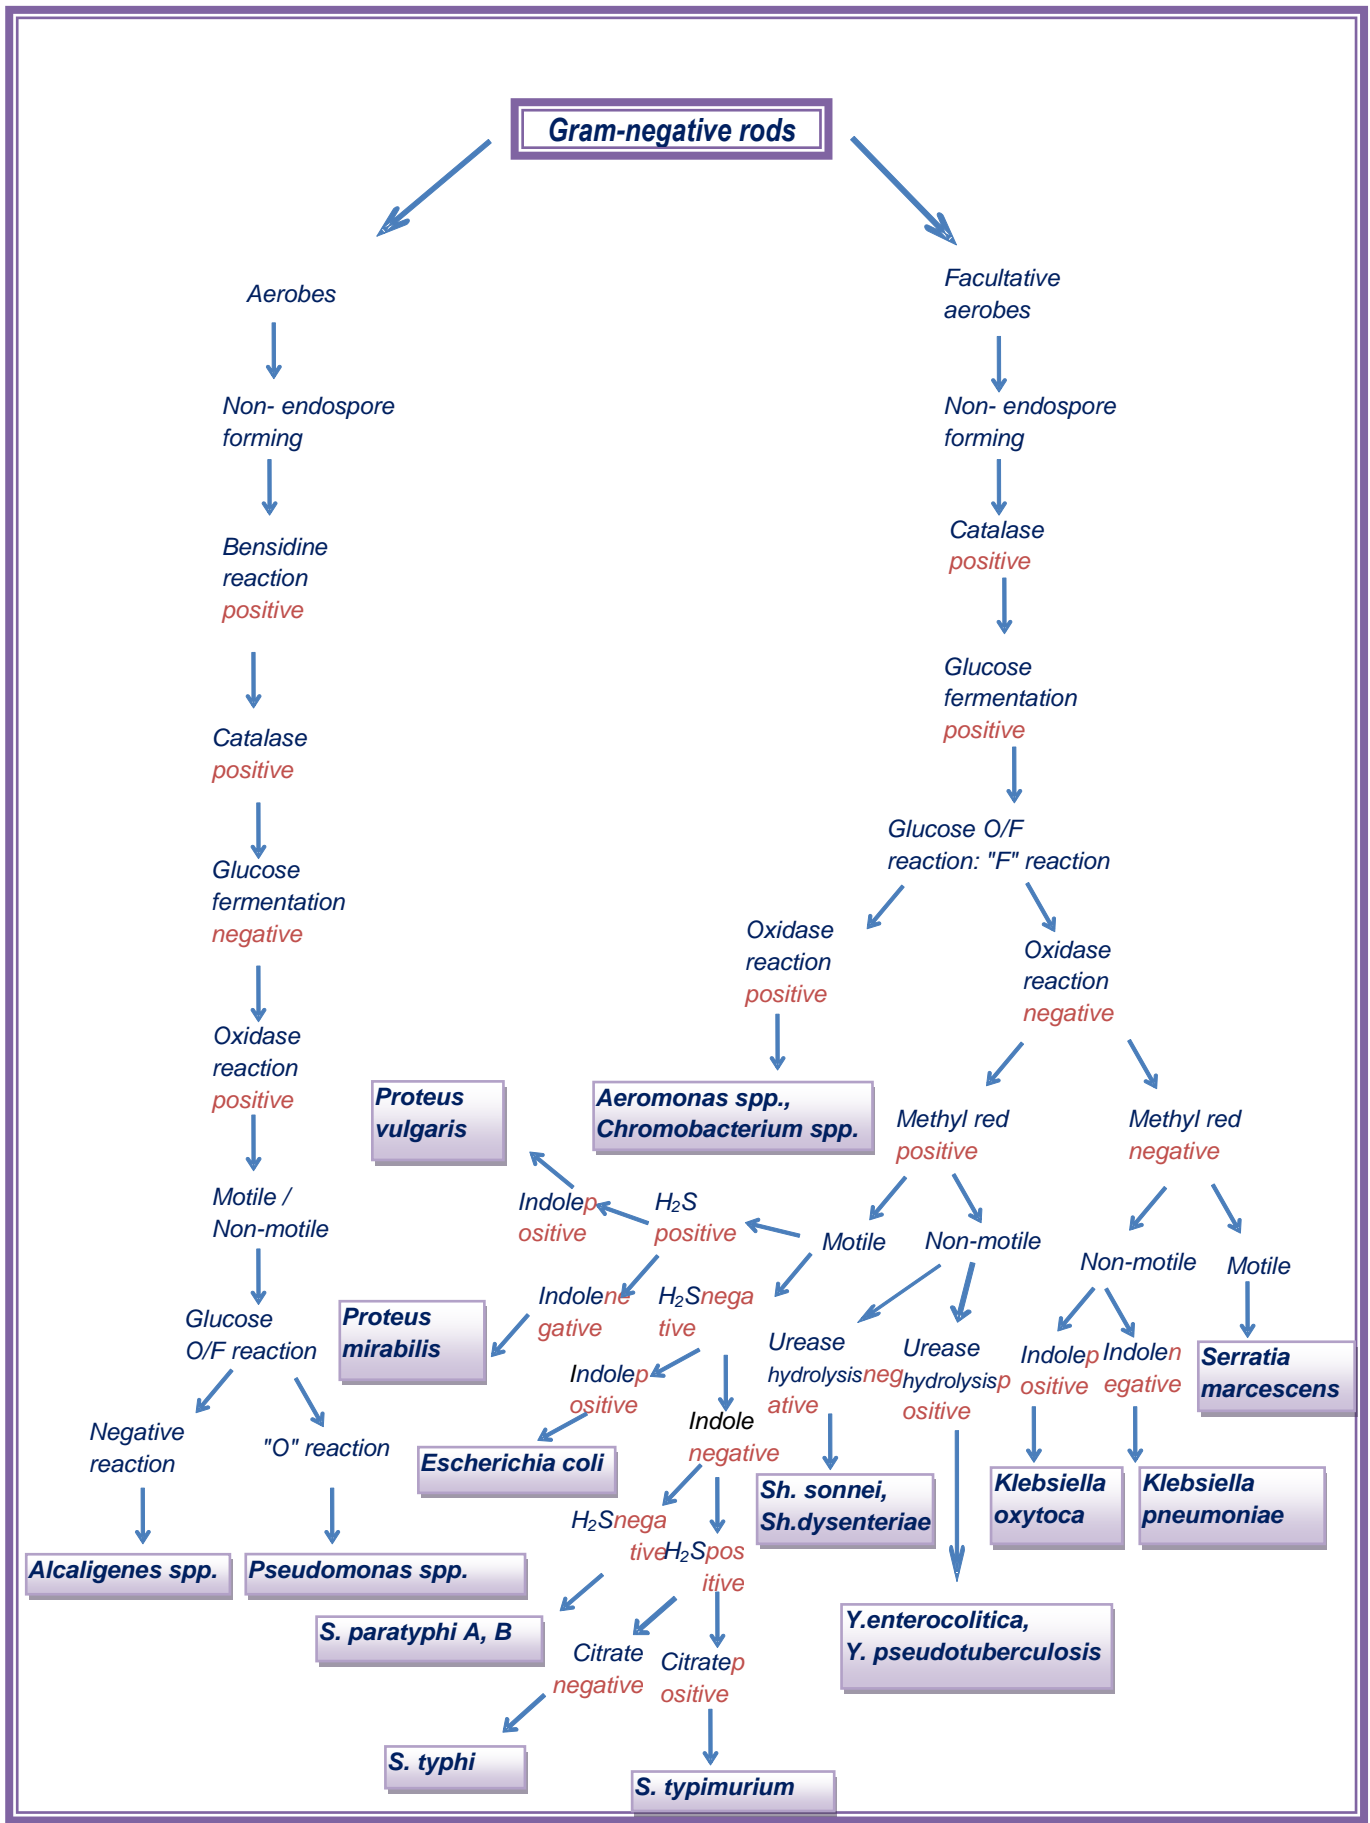 Gram-negative rods
Aerobes
Non- endospore
forming
Bensidine
reaction
positive
Catalase
positive
Glucose
fermentation
negative
Oxidase
reaction
positive
Motile /
Non-motile
Glucose
O/F reaction
Negative
reaction
"O" reaction
Alcaligenes spp.
Pseudomonas spp.
Facultative
aerobes
Non- endospore
forming
Catalase
positive
Glucose
fermentation
positive
Glucose O/F
reaction: "F" reaction
Oxidase
reaction
positive
Oxidase
reaction
negative
Aeromonas spp.,
Chromobacterium spp.
Methyl red
positive
Methyl red
negative
Motile
Non-motile
Non-motile
Motile
H2S
positive
Indolep
ositive
Proteus
vulgaris
Indolene
gative
Proteus
mirabilis
H2Snega
tive
Indolep
ositive
Escherichia coli
Indole
negative
H2Snega
tive
S. paratyphi A, B
H2Spos
itive
Citrate
negative
S. typhi
Citratep
ositive
S. typimurium
Urease
hydrolysisneg
ative
Sh. sonnei,
Sh.dysenteriae
Urease
hydrolysisp
ositive
Y.enterocolitica,
Y. pseudotuberculosis
Indolep
ositive
Klebsiella
oxytoca
Indolen
egative
Klebsiella
pneumoniae
Serratia
marcescens